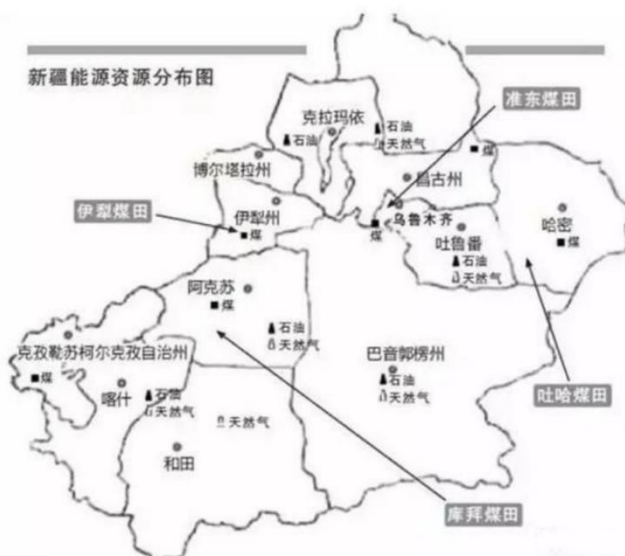 新疆能源资源分布图
准东煤田
克拉玛依
石油
石油
天然气
煤
博尔塔拉州
昌古州
伊犁煤田
伊犁州
煤
乌鲁木齐
煤
吐鲁番
石油
天然气
哈密
煤
阿克苏
煤
石油
天然气
克孜勒苏柯尔克孜自治州
煤
巴音郭楞州
石油
天然气
喀什
石油
天然气
天然气
吐哈煤田
和田
库拜煤田